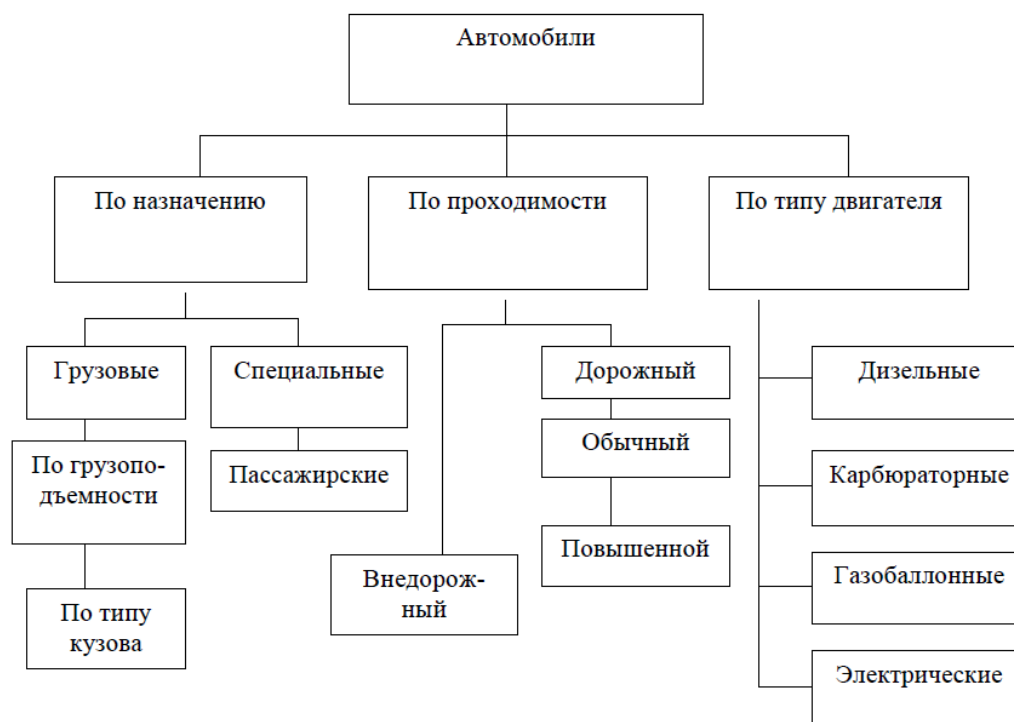 Автомобили
По назначению
По проходимости
По типу двигателя
Грузовые
Специальные
Дорожный
Дизельные
По грузопо-
дъемности
Пассажирские
Обычный
Карбюраторные
Повышенной
Внедорож-
ный
Газобаллонные
По типу
кузова
Электрические